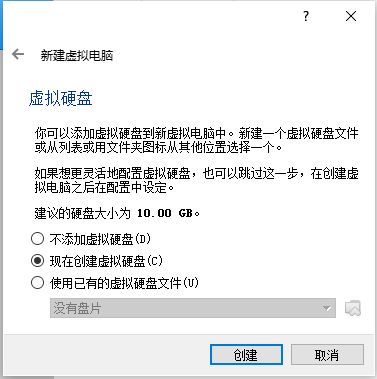 ?
新建虚拟电脑
虚拟硬盘
你可以添加虚拟硬盘到新虚拟电脑中。新建一个虚拟硬盘文件
或从列表或用文件夹图标从其他位置选择一个。
如果想更灵活地配置虚拟硬盘，也可以跳过这一步，在创建虚
拟电脑之后在配置中设定。
建议的硬盘大小为 10.00 GB。
不添加虚拟硬盘(D)
现在创建虚拟硬盘(C)
使用已有的虚拟硬盘文件(U)
没有盘片
创建
取消